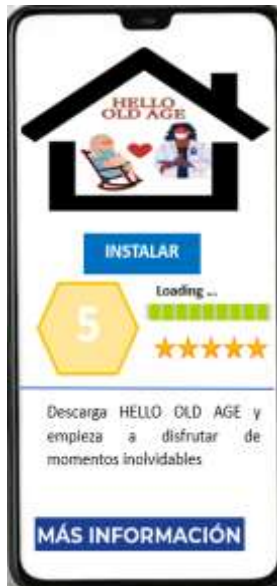 HELLO
OLD AGE
INSTALAR
Loading ...
5
Descarga HELLO OLD AGE y
empieza a disfrutar de
momentos inolvidables
MÁS INFORMACIÓN